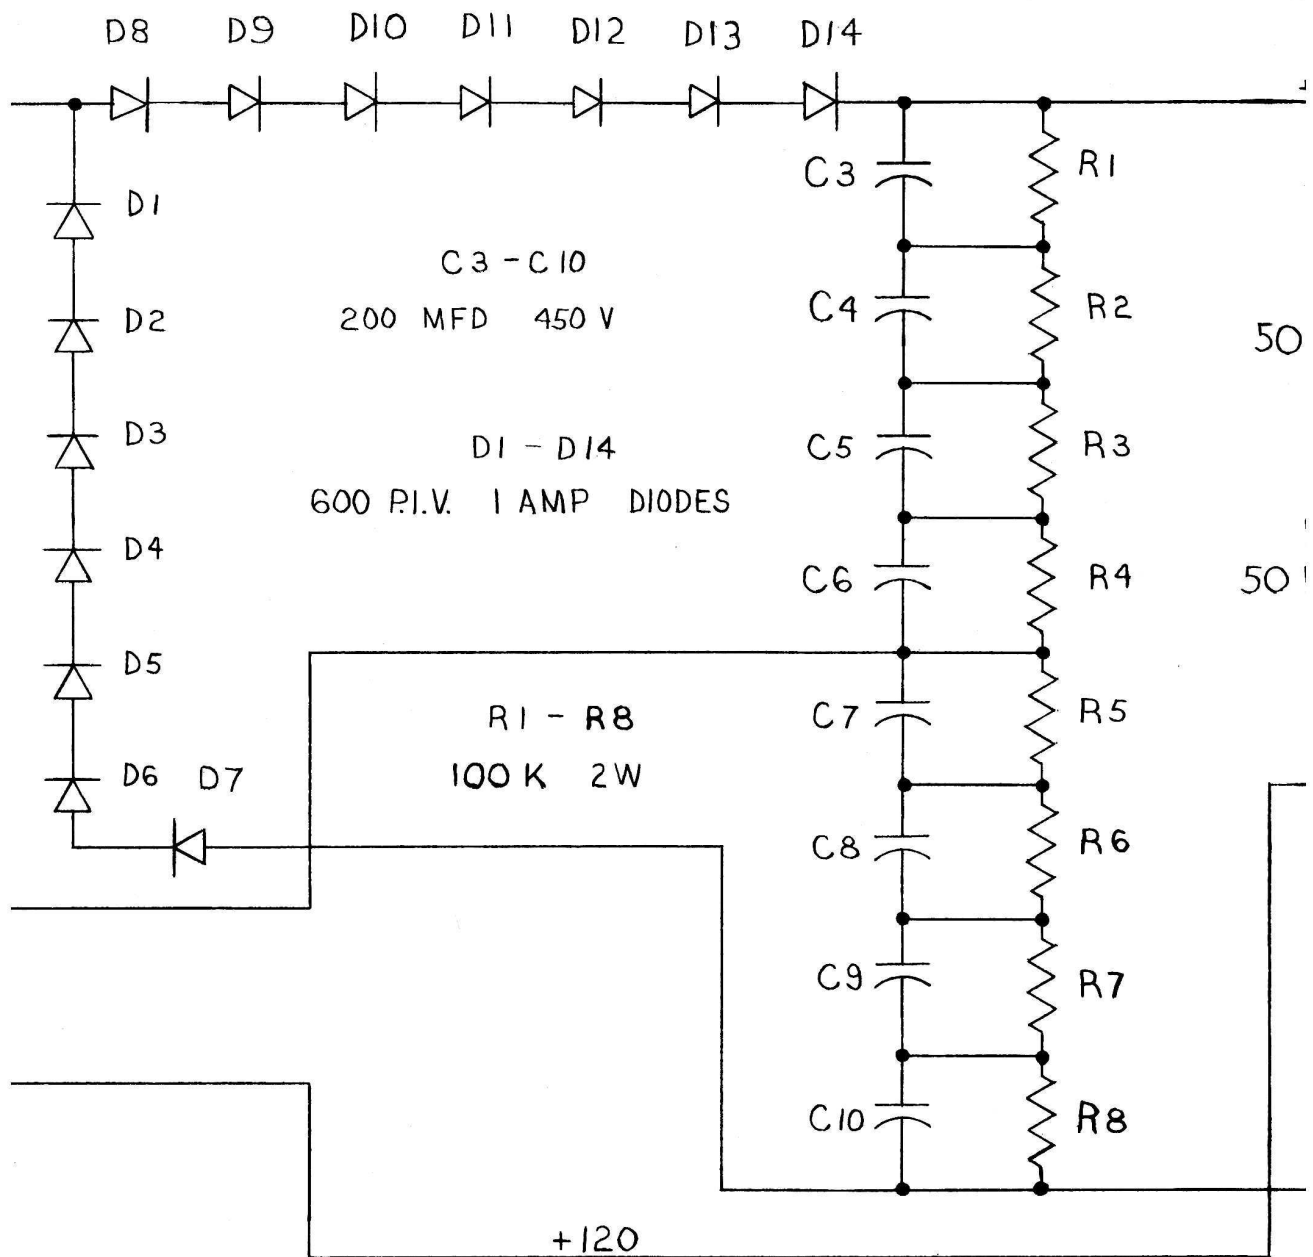 D8 D9 D10 D11 D12 D13 D14
C3 R1
D1
C3 - C10
200 MFD 450 V
D2
C4 R2
50
D3
D1 - D14
600 P.I.V. 1 AMP DIODES
C5 R3
D4
C6 R4
50
D5
R1 - R8
100 K 2W
C7 R5
D6 D7
C8 R6
C9 R7
C10 R8
+120